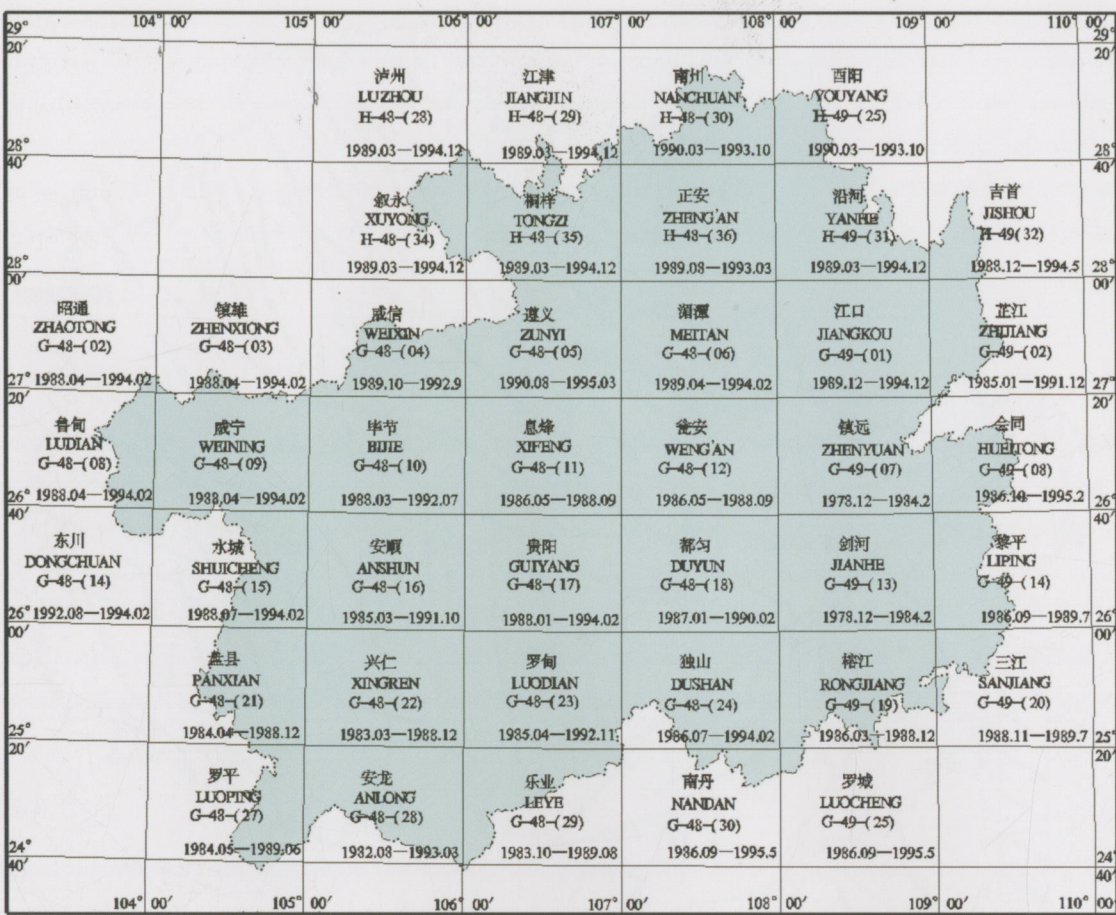 104° 00′ 105° 00′ 106° 00′ 107° 00′ 108° 00′ 109° 00′ 110° 00′
29° 29°
20′ 20′
泸州 江津 南川 酉阳
LUZHOU JIANGJIN NANCHUAN YOUYANG
H-48-(28) H-48-(29) H-48-(30) H-49-(25)
1989.03—1994.12 1989.03—1994.12 1990.03—1993.10 1990.03—1993.10
28° 28°
40′ 40′
叙永 桐梓 正安 沿河 吉首
XUYONG TONGZI ZHENG'AN YANHE JISHOU
H-48-(34) H-48-(35) H-48-(36) H-49-(31) H-49(32)
1989.03—1994.12 1989.03—1994.12 1989.08—1993.03 1989.03—1994.12 1988.12—1994.5
28° 28°
00′ 00′
昭通 镇雄 威信 遵义 湄潭 江口 芷江
ZHAOTONG ZHENXIONG WEIXIN ZUNYI MEITAN JIANGKOU ZHIJIANG
G-48-(02) G-48-(03) G-48-(04) G-48-(05) G-48-(06) G-49-(01) G-49-(02)
27° 1988.04—1994.02 1988.04—1994.02 1989.10—1992.9 1990.08—1995.03 1989.04—1994.02 1989.12—1994.12 1985.01—1991.12 27°
20′ 20′
鲁甸 威宁 毕节 息烽 瓮安 镇远 会同
LUDIAN WEINING BIJIE XIFENG WENG'AN ZHENYUAN HUEITONG
G-48-(08) G-48-(09) G-48-(10) G-48-(11) G-48-(12) G-49-(07) G-49-(08)
26° 1988.04—1994.02 1988.04—1994.02 1988.03—1992.07 1986.05—1988.09 1986.05—1988.09 1978.12—1984.2 1986.10—1995.2 26°
40′ 40′
东川 水城 安顺 贵阳 都匀 剑河 黎平
DONGCHUAN SHUICHENG ANSHUN GUIYANG DUYUN JIANHE LIPING
G-48-(14) G-48-(15) G-48-(16) G-48-(17) G-48-(18) G-49-(13) G-49-(14)
26° 1992.08—1994.02 1988.07—1994.02 1985.03—1991.10 1988.01—1994.02 1987.01—1990.02 1978.12—1984.2 1986.09—1989.7 26°
00′ 00′
盘县 兴仁 罗甸 独山 榕江 三江
PANXIAN XINGREN LUODIAN DUSHAN RONGJIANG SANJIANG
G-48-(21) G-48-(22) G-48-(23) G-48-(24) G-49-(19) G-49-(20)
25° 1984.04—1988.12 1983.03—1988.12 1985.04—1992.11 1986.07—1994.02 1986.03—1988.12 1988.11—1989.7 25°
20′ 20′
罗平 安龙 乐业 南丹 罗城
LUOPING ANLONG LEYE NANDAN LUOCHENG
G-48-(27) G-48-(28) G-48-(29) G-48-(30) G-49-(25)
24° 1984.05—1989.06 1982.08—1993.03 1983.10—1989.08 1986.09—1995.5 1986.09—1995.5 24°
40′ 40′
104° 00′ 105° 00′ 106° 00′ 107° 00′ 108° 00′ 109° 00′ 110° 00′